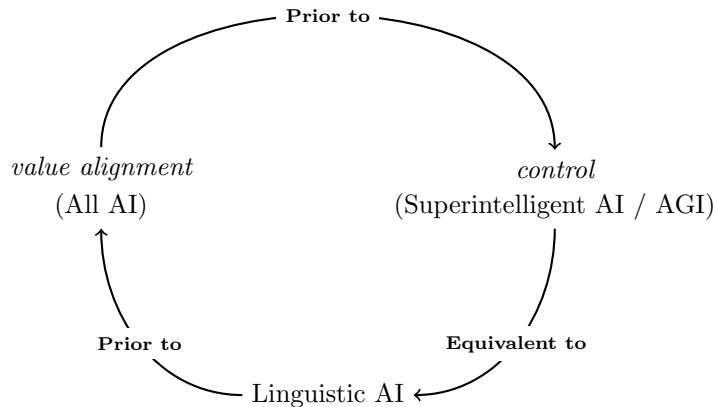 Prior to
value alignment
(All AI)
control
(Superintelligent AI / AGI)
Prior to
Equivalent to
Linguistic AI